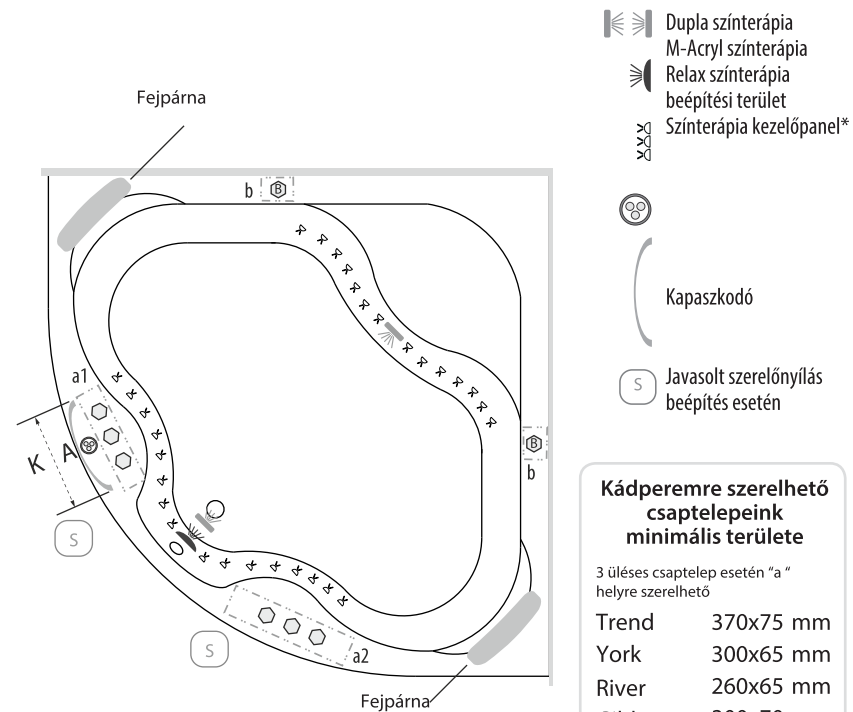 Dupla színterápia
M-Acryl színterápia
Relax színterápia
beépítési terület
Színterápia kezelőpanel*
Fejpárna
b B
Kapaszkodó
a1
S Javasolt szerelőnyílás
beépítés esetén
K A
B
b
S
Kádperemre szerelhető
csaptelepeink
minimális területe
3 üléses csaptelep esetén “a “
helyre szerelhető
Trend 370x75 mm
York 300x65 mm
River 260x65 mm
S
a2
Fejpárna